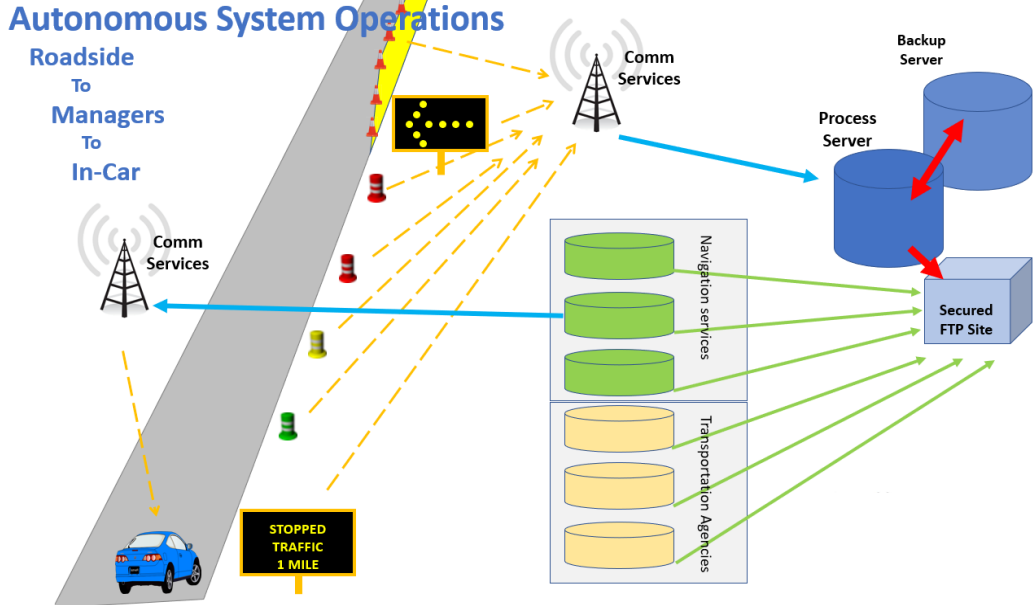 Autonomous System Operations
Roadside
To
Managers
To
In-Car
Comm
Services
Backup
Server
Process
Server
Comm
Services
Navigation services
Secured
FTP Site
Transportation Agencies
STOPPED
TRAFFIC
1 MILE